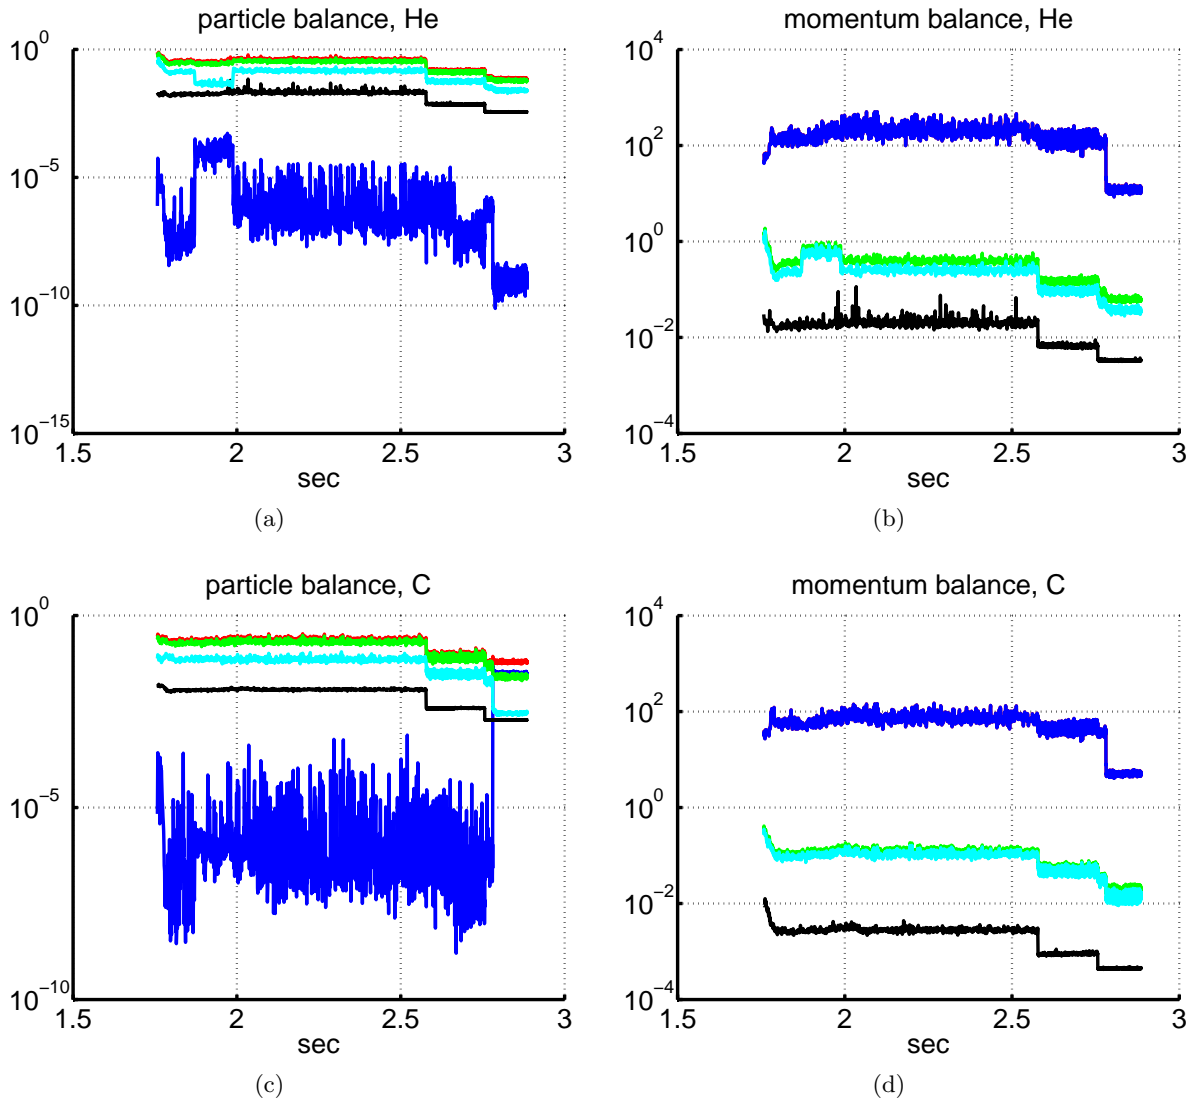 particle balance, He
10^0
10^−5
10^−10
10^−15
1.5 2 2.5 3
sec
(a)
momentum balance, He
10^4
10^2
10^0
10^−2
10^−4
1.5 2 2.5 3
sec
(b)
particle balance, C
10^0
10^−5
10^−10
1.5 2 2.5 3
sec
(c)
momentum balance, C
10^4
10^2
10^0
10^−2
10^−4
1.5 2 2.5 3
sec
(d)